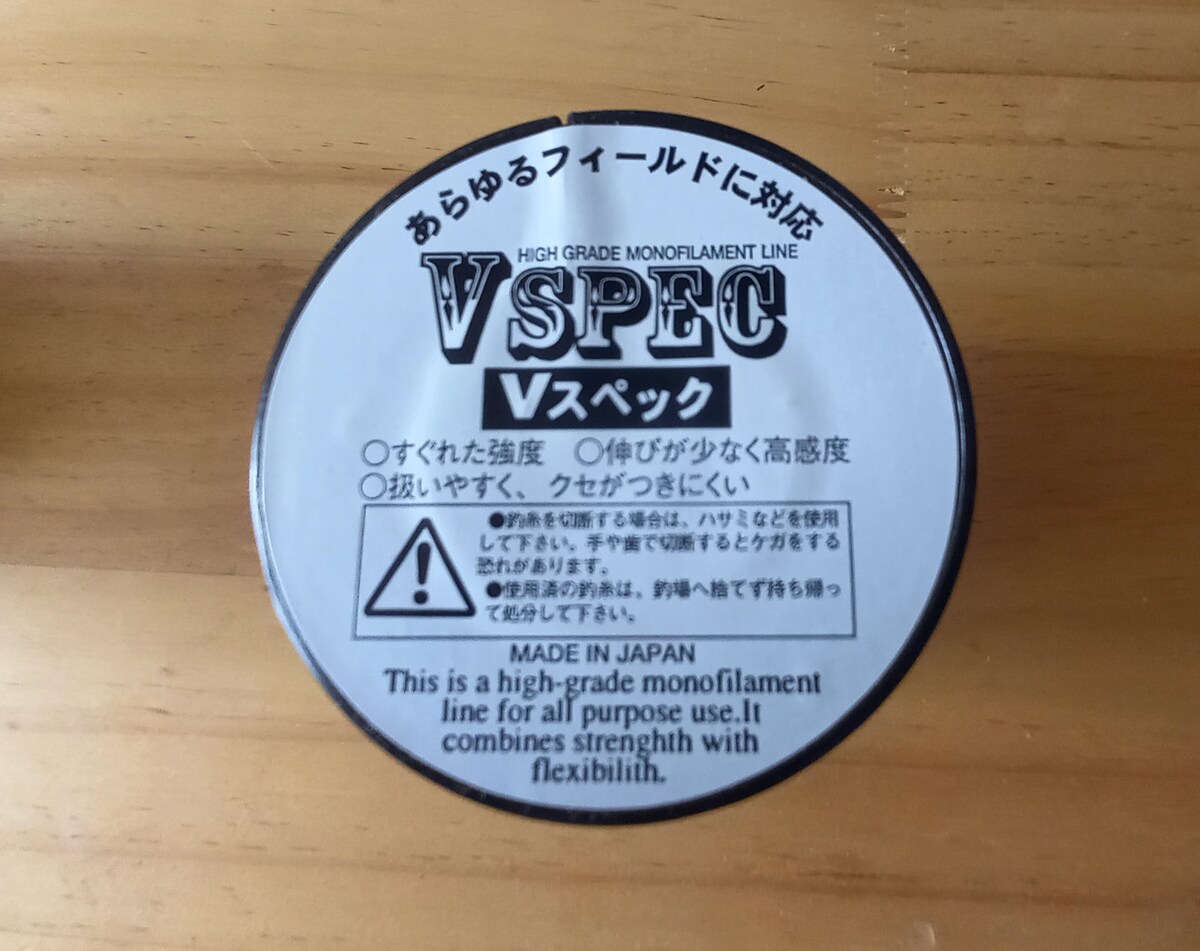 あらゆるフィールドに対応
HIGH GRADE MONOFILAMENT LINE
V SPEC
Vスペック
○すぐれた強度 ○伸びが少なく高感度
○扱いやすく、クセがつきにくい
●釣糸を切断する場合は、ハサミなどを使用
して下さい。手や歯で切断するとケガをする
恐れがあります。
●使用済の釣糸は、釣場へ捨てず持ち帰っ
て処分して下さい。
MADE IN JAPAN
This is a high-grade monofilament
line for all purpose use.It
combines strenghth with
flexibilith.